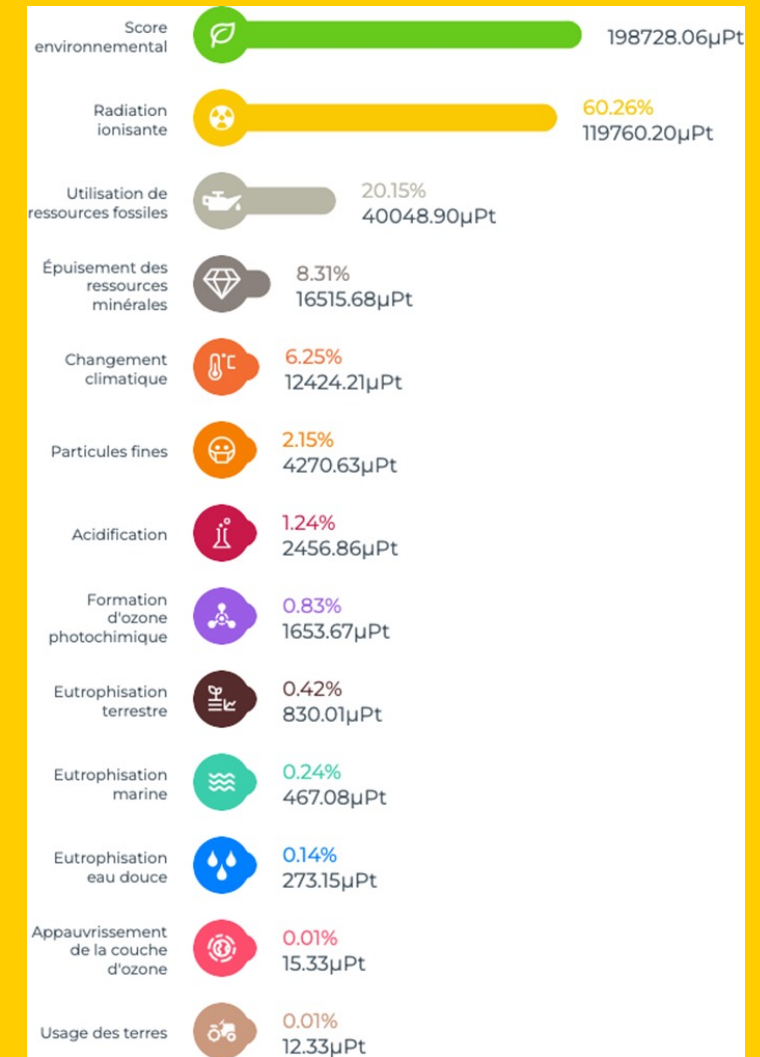 Score
environnemental
198728.06µPt
Radiation
ionisante
60.26%
119760.20µPt
Utilisation de
ressources fossiles
20.15%
40048.90µPt
Épuisement des
ressources
minérales
8.31%
16515.68µPt
Changement
climatique
6.25%
12424.21µPt
Particules fines
2.15%
4270.63µPt
Acidification
1.24%
2456.86µPt
Formation
d'ozone
photochimique
0.83%
1653.67µPt
Eutrophisation
terrestre
0.42%
830.01µPt
Eutrophisation
marine
0.24%
467.08µPt
Eutrophisation
eau douce
0.14%
273.15µPt
Appauvrissement
de la couche
d'ozone
0.01%
15.33µPt
Usage des terres
0.01%
12.33µPt